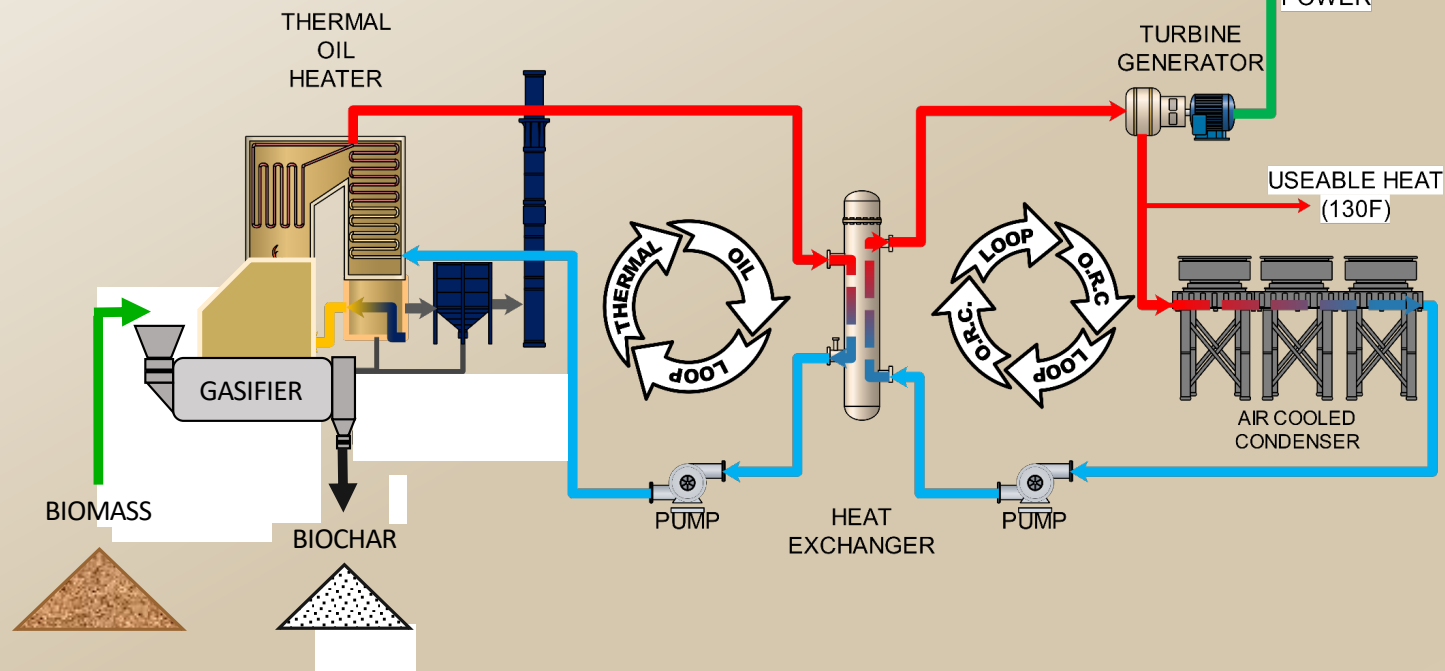 POWER
THERMAL
OIL
HEATER
TURBINE
GENERATOR
USEABLE HEAT
(130F)
THERMAL
OIL
LOOP
LOOP
O.R.C
LOOP
O.R.C.
GASIFIER
AIR COOLED
CONDENSER
BIOMASS
BIOCHAR
PUMP
HEAT
EXCHANGER
PUMP